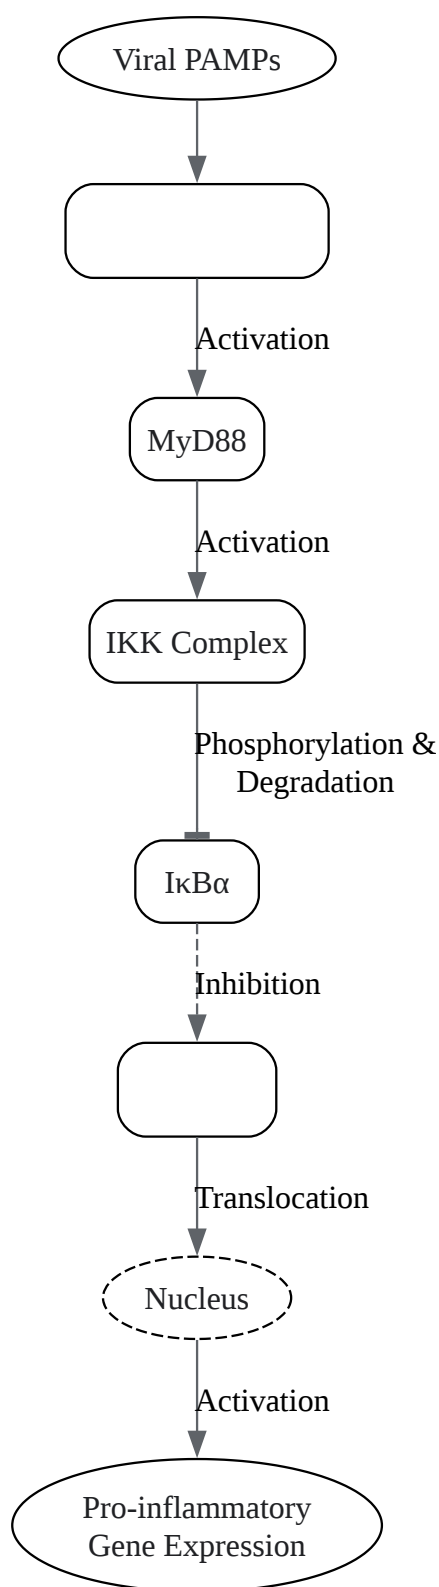 Viral PAMPs
Activation
MyD88
Activation
IKK Complex
Phosphorylation &
Degradation
IκBα
Inhibition
Translocation
Nucleus
Activation
Pro-inflammatory
Gene Expression